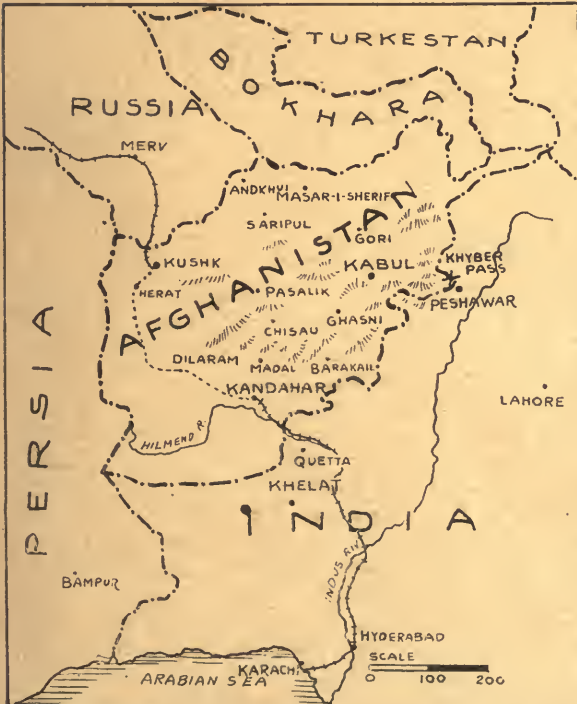 TURKESTAN
BOKHARA
RUSSIA
MERV
ANDKHUI
MASAR-I-SHERIF
AFGHANISTAN
SARIPUL
GORI
KUSHK
KABUL
KHYBER
PASS
HERAT
PASALIK
PESHAWAR
GHASNI
CHISAU
DILARAM
MADAL
BARAKAIL
KANDAHAR
LAHORE
PERSIA
HILMEND R.
QUETTA
KHELAT
INDIA
BAMPUR
INDUS RIV
HYDERABAD
SCALE
KARACHI
0 100 200
ARABIAN SEA